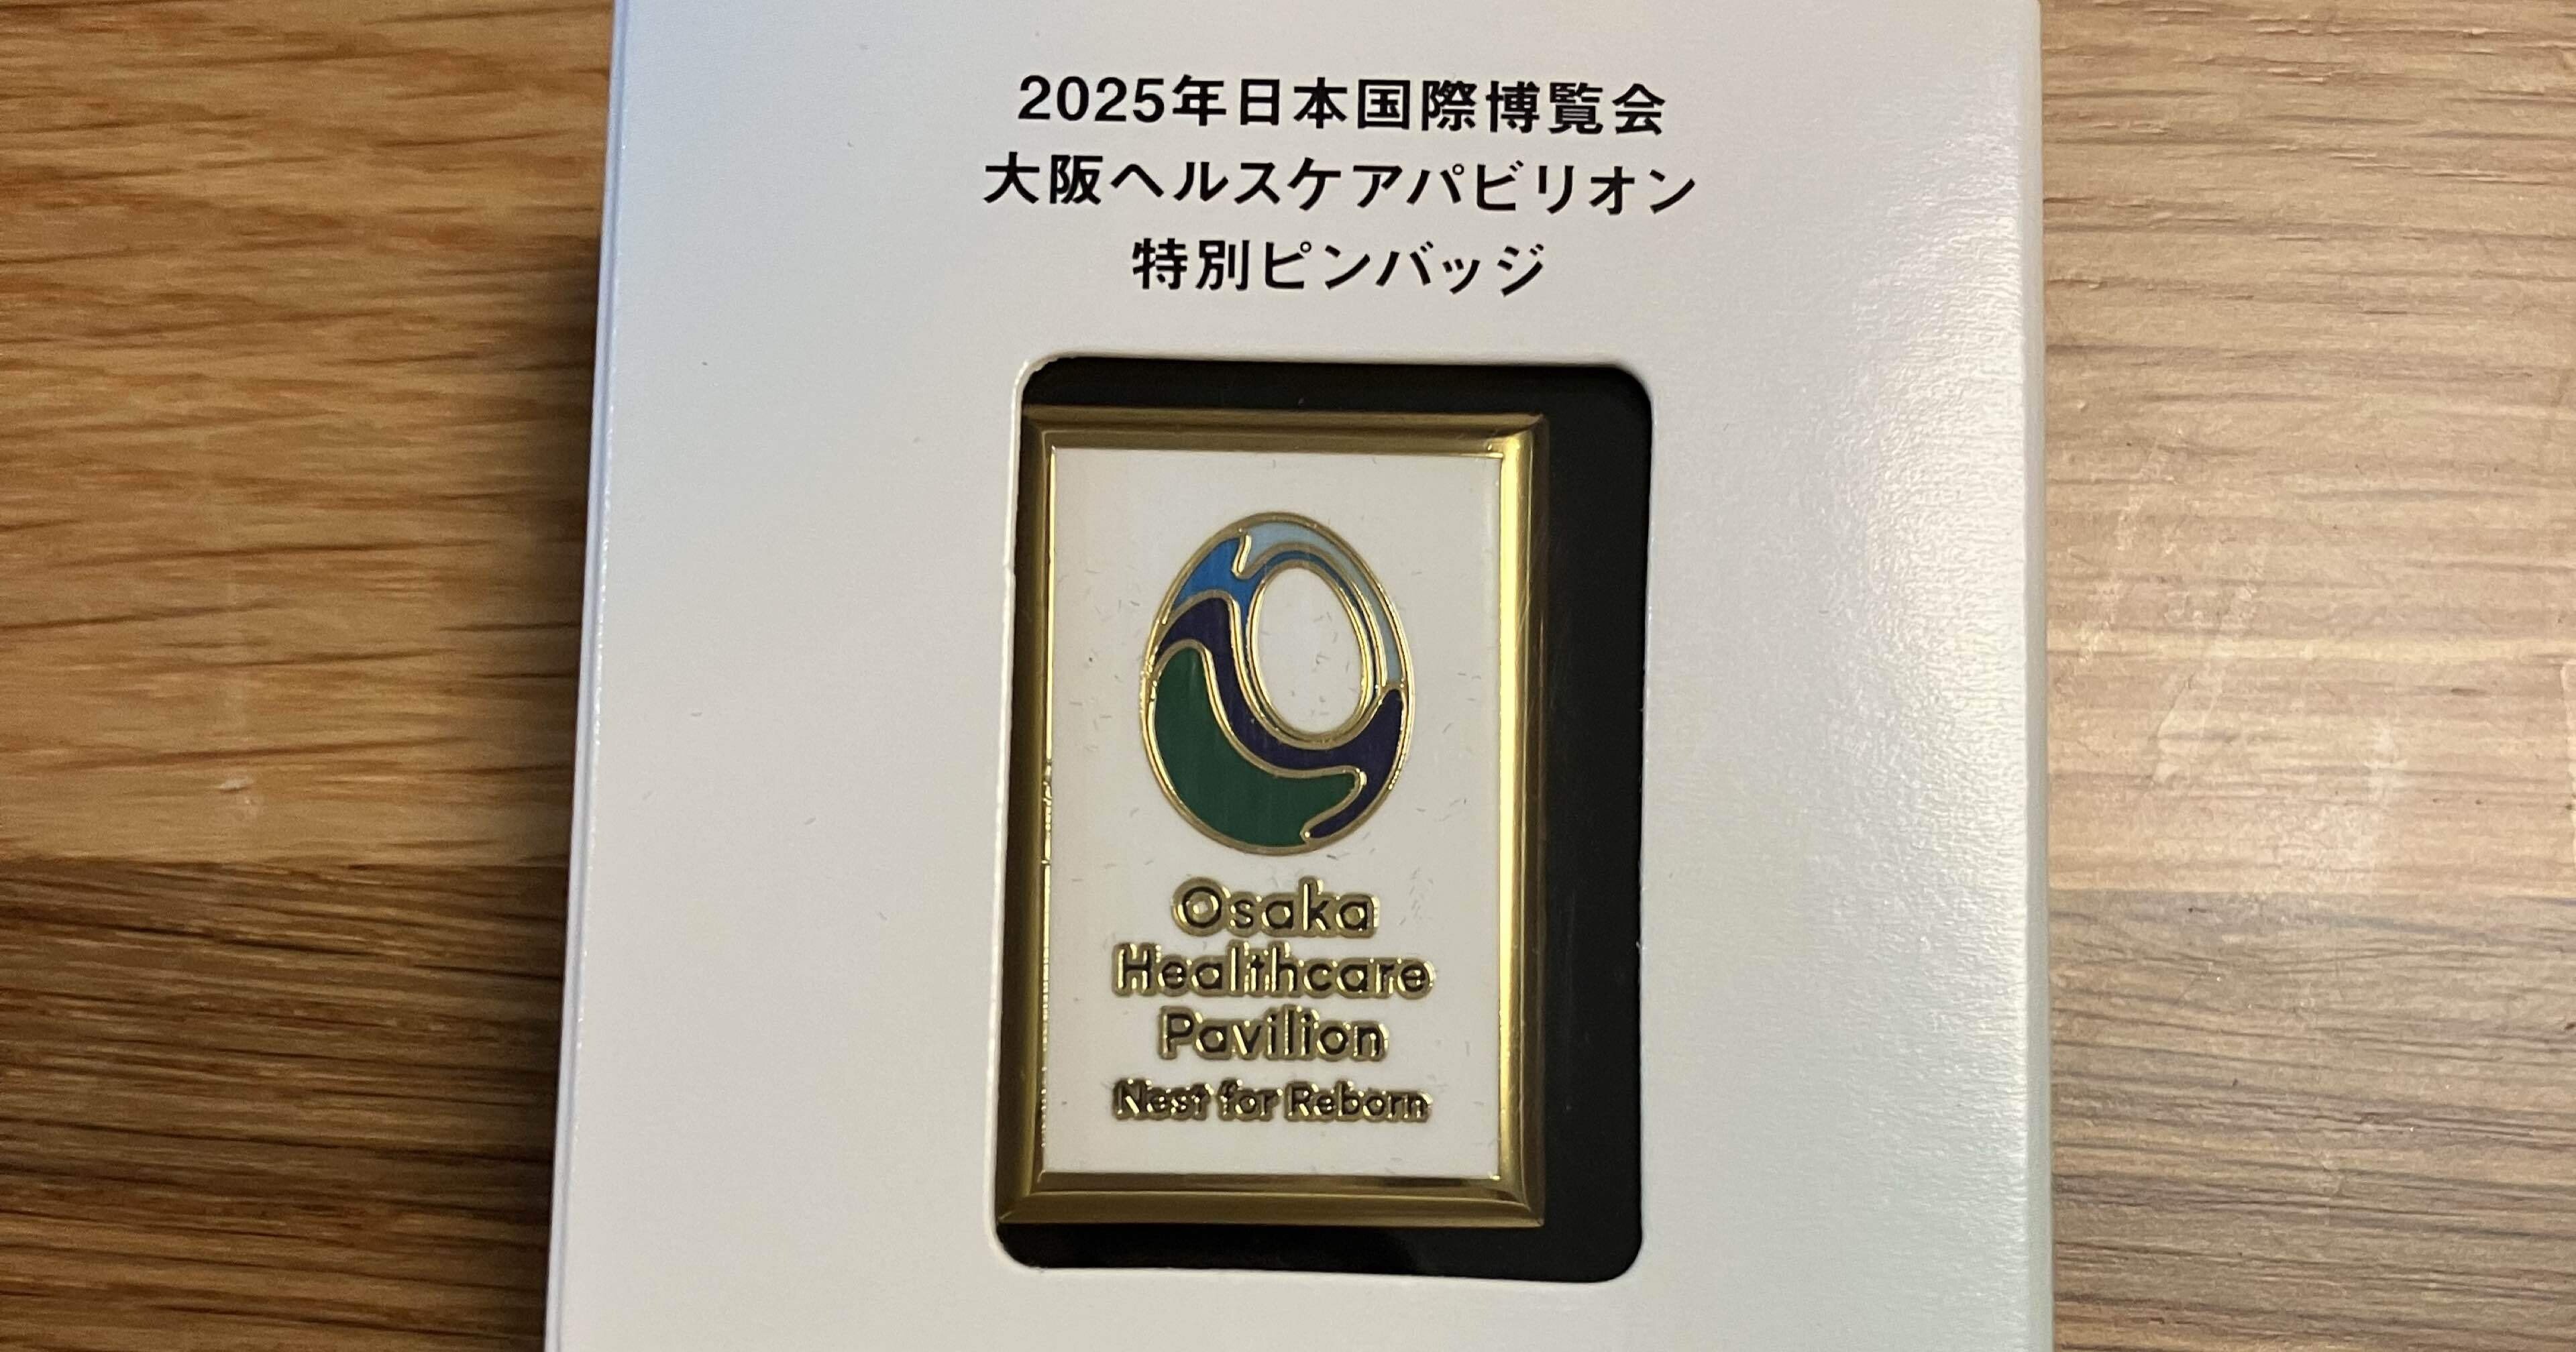 2025年日本国際博覧会
大阪ヘルスケアパビリオン
特別ピンバッジ
Osaka
Healthcare
Pavilion
Nest for Reborn